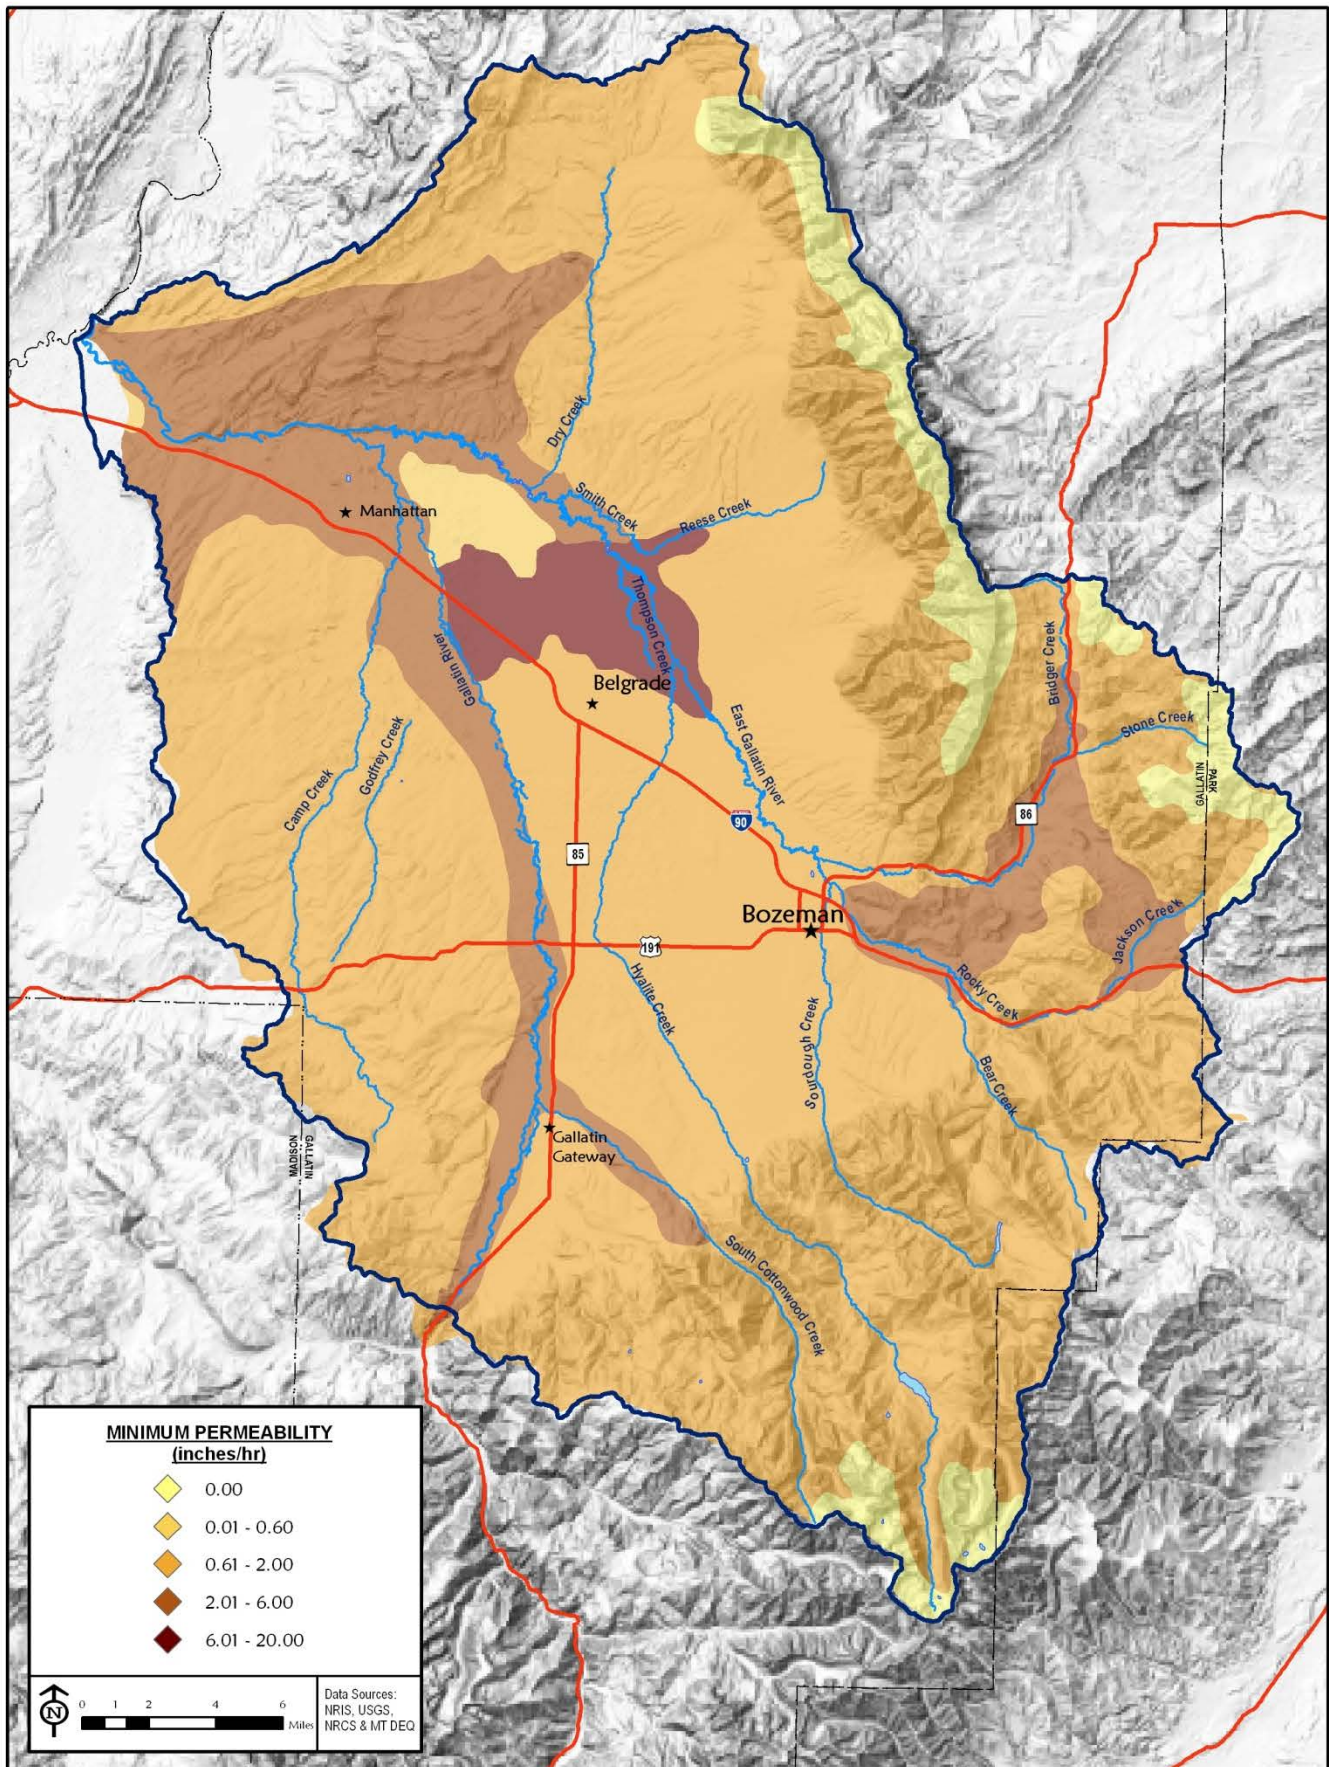 Dry Creek
Smith Creek
Reese Creek
Manhattan
Thompson Creek
Gallatin River
Bridger Creek
Belgrade
Stone Creek
East Gallatin River
Godfrey Creek
Camp Creek
GALLATIN
PARK
90
86
85
Bozeman
Jackson Creek
191
Rocky Creek
Hyalite Creek
Sourdough Creek
Bear Creek
MADISON
GALLATIN
Gallatin
Gateway
South Cottonwood Creek
MINIMUM PERMEABILITY
(inches/hr)
0.00
0.01 - 0.60
0.61 - 2.00
2.01 - 6.00
6.01 - 20.00
N
0 1 2 4 6
Miles
Data Sources:
NRIS, USGS,
NRCS & MT DEQ